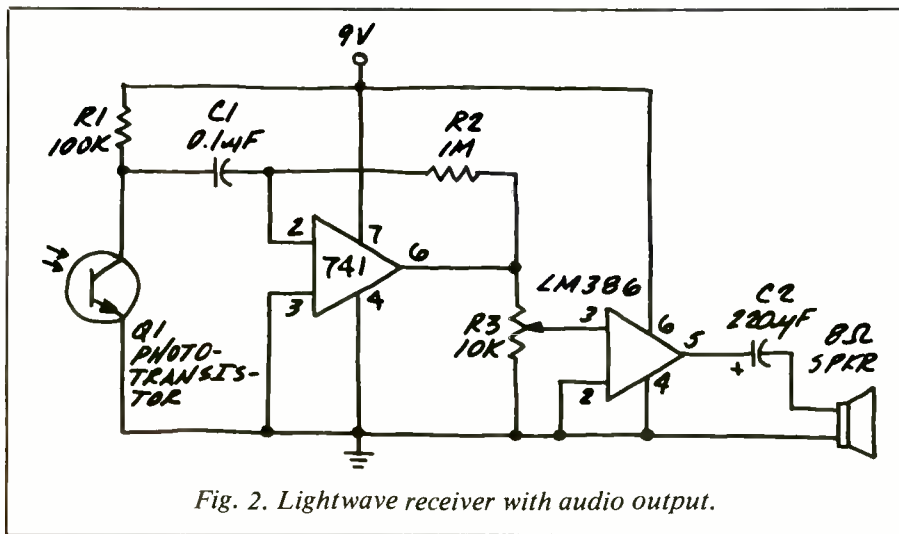 9V
R1
100K
C1
0.1µF
R2
1M
2
7
6
741
3
4
Q1
PHOTO-
TRANSIS-
TOR
R3
10K
LM386
3
6
5
2
4
C2
220µF
+
8Ω
SPKR
Fig. 2. Lightwave receiver with audio output.